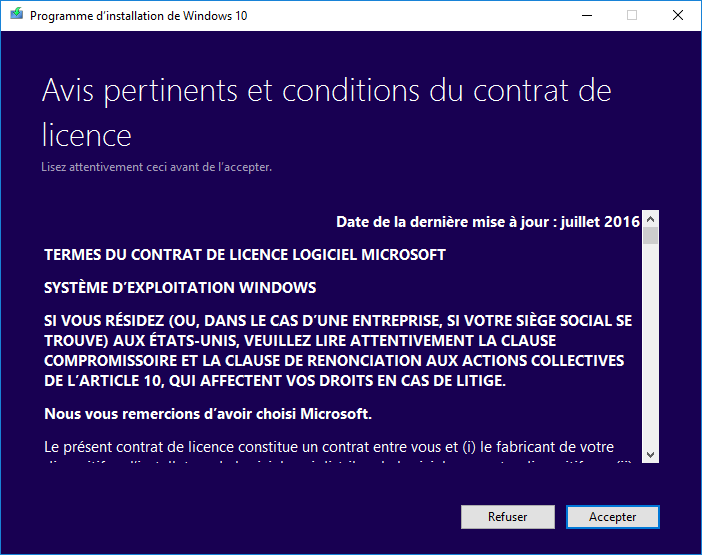 Programme d’installation de Windows 10
Avis pertinents et conditions du contrat de
licence
Lisez attentivement ceci avant de l’accepter.
Date de la dernière mise à jour : juillet 2016
TERMES DU CONTRAT DE LICENCE LOGICIEL MICROSOFT
SYSTÈME D’EXPLOITATION WINDOWS
SI VOUS RÉSIDEZ (OU, DANS LE CAS D’UNE ENTREPRISE, SI VOTRE SIÈGE SOCIAL SE
TROUVE) AUX ÉTATS-UNIS, VEUILLEZ LIRE ATTENTIVEMENT LA CLAUSE
COMPROMISSOIRE ET LA CLAUSE DE RENONCIATION AUX ACTIONS COLLECTIVES
DE L’ARTICLE 10, QUI AFFECTENT VOS DROITS EN CAS DE LITIGE.
Nous vous remercions d’avoir choisi Microsoft.
Le présent contrat de licence constitue un contrat entre vous et (i) le fabricant de votre
Refuser
Accepter